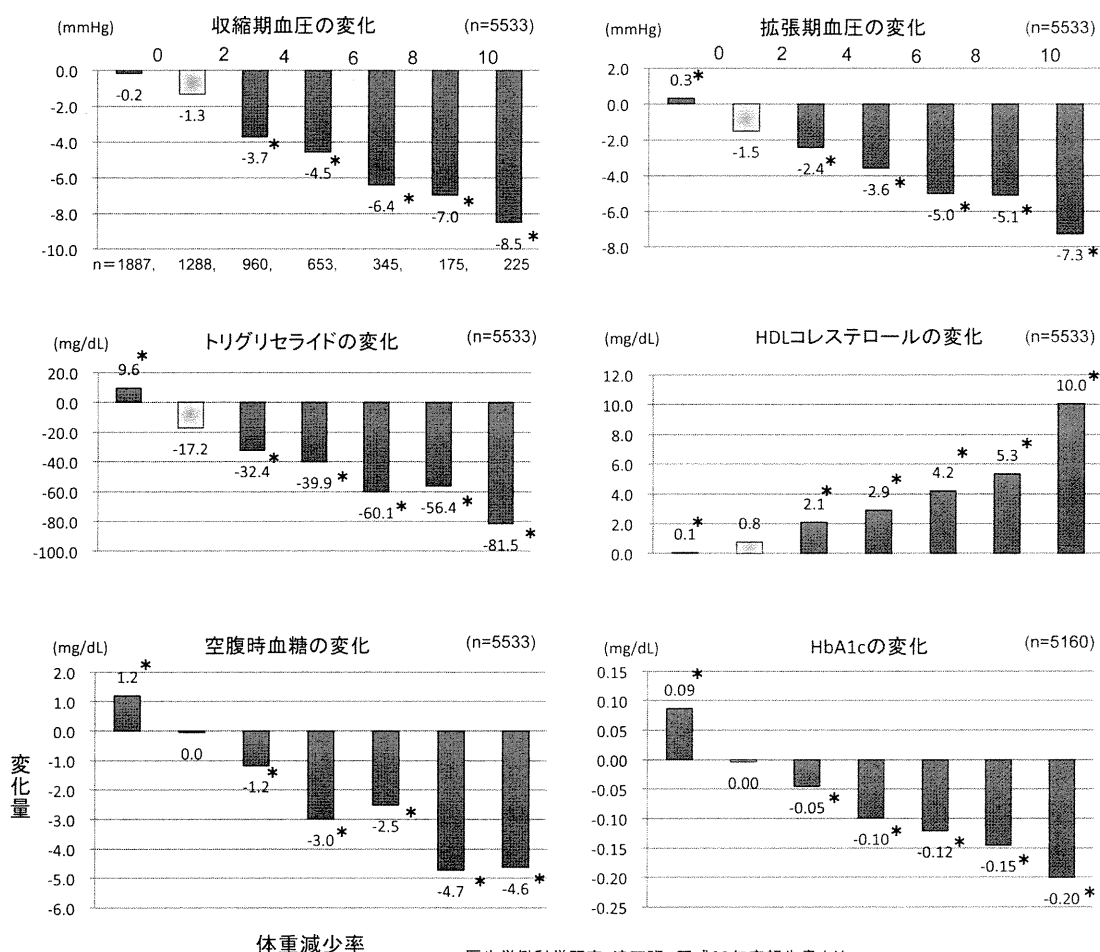 収縮期血圧の変化
(mmHg) (n=5533)
0 2 4 6 8 10
0.0
-2.0
-4.0
-6.0
-8.0
-10.0
-0.2 -1.3 -3.7* -4.5* -6.4* -7.0* -8.5*
n=1887, 1288, 960, 653, 345, 175, 225
拡張期血圧の変化
(mmHg) (n=5533)
0 2 4 6 8 10
2.0
0.0
-2.0
-4.0
-6.0
-8.0
0.3* -1.5 -2.4* -3.6* -5.0* -5.1* -7.3*
トリグリセライドの変化
(mg/dL) (n=5533)
20.0
0.0
-20.0
-40.0
-60.0
-80.0
-100.0
9.6* -17.2 -32.4* -39.9* -60.1* -56.4* -81.5*
HDLコレステロールの変化
(mg/dL) (n=5533)
12.0
10.0
8.0
6.0
4.0
2.0
0.0
0.1* 0.8 2.1* 2.9* 4.2* 5.3* 10.0*
空腹時血糖の変化
(mg/dL) (n=5533)
2.0
1.0
0.0
-1.0
-2.0
-3.0
-4.0
-5.0
-6.0
1.2* 0.0 -1.2* -3.0* -2.5* -4.7* -4.6*
HbA1cの変化
(mg/dL) (n=5160)
0.15
0.10
0.05
0.00
-0.05
-0.10
-0.15
-0.20
-0.25
0.09* 0.00 -0.05* -0.10* -0.12* -0.15* -0.20*
変化量
体重減少率